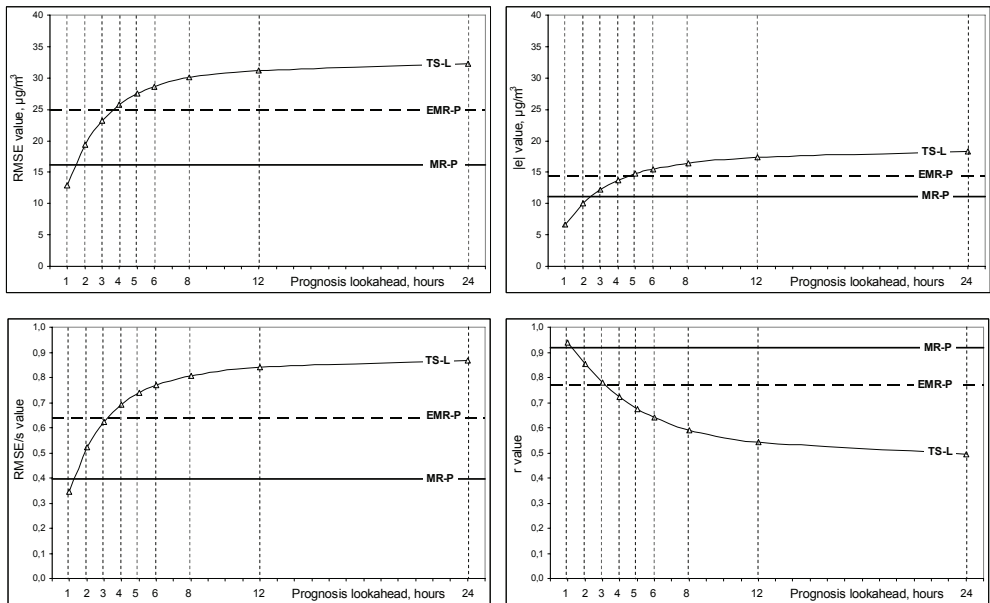 RMSE value, µg/m³
40
35
30
25
20
15
10
5
0
TS-L
EMR-P
MR-P
1 2 3 4 5 6 8 12 Prognosis lookahead, hours 24
|e| value, µg/m³
40
35
30
25
20
15
10
5
0
TS-L
EMR-P
MR-P
1 2 3 4 5 6 8 12 Prognosis lookahead, hours 24
RMSE/s value
1,0
0,9
0,8
0,7
0,6
0,5
0,4
0,3
0,2
0,1
0,0
TS-L
EMR-P
MR-P
1 2 3 4 5 6 8 12 Prognosis lookahead, hours 24
r value
1,0
0,9
0,8
0,7
0,6
0,5
0,4
0,3
0,2
0,1
0,0
MR-P
EMR-P
TS-L
1 2 3 4 5 6 8 12 Prognosis lookahead, hours 24